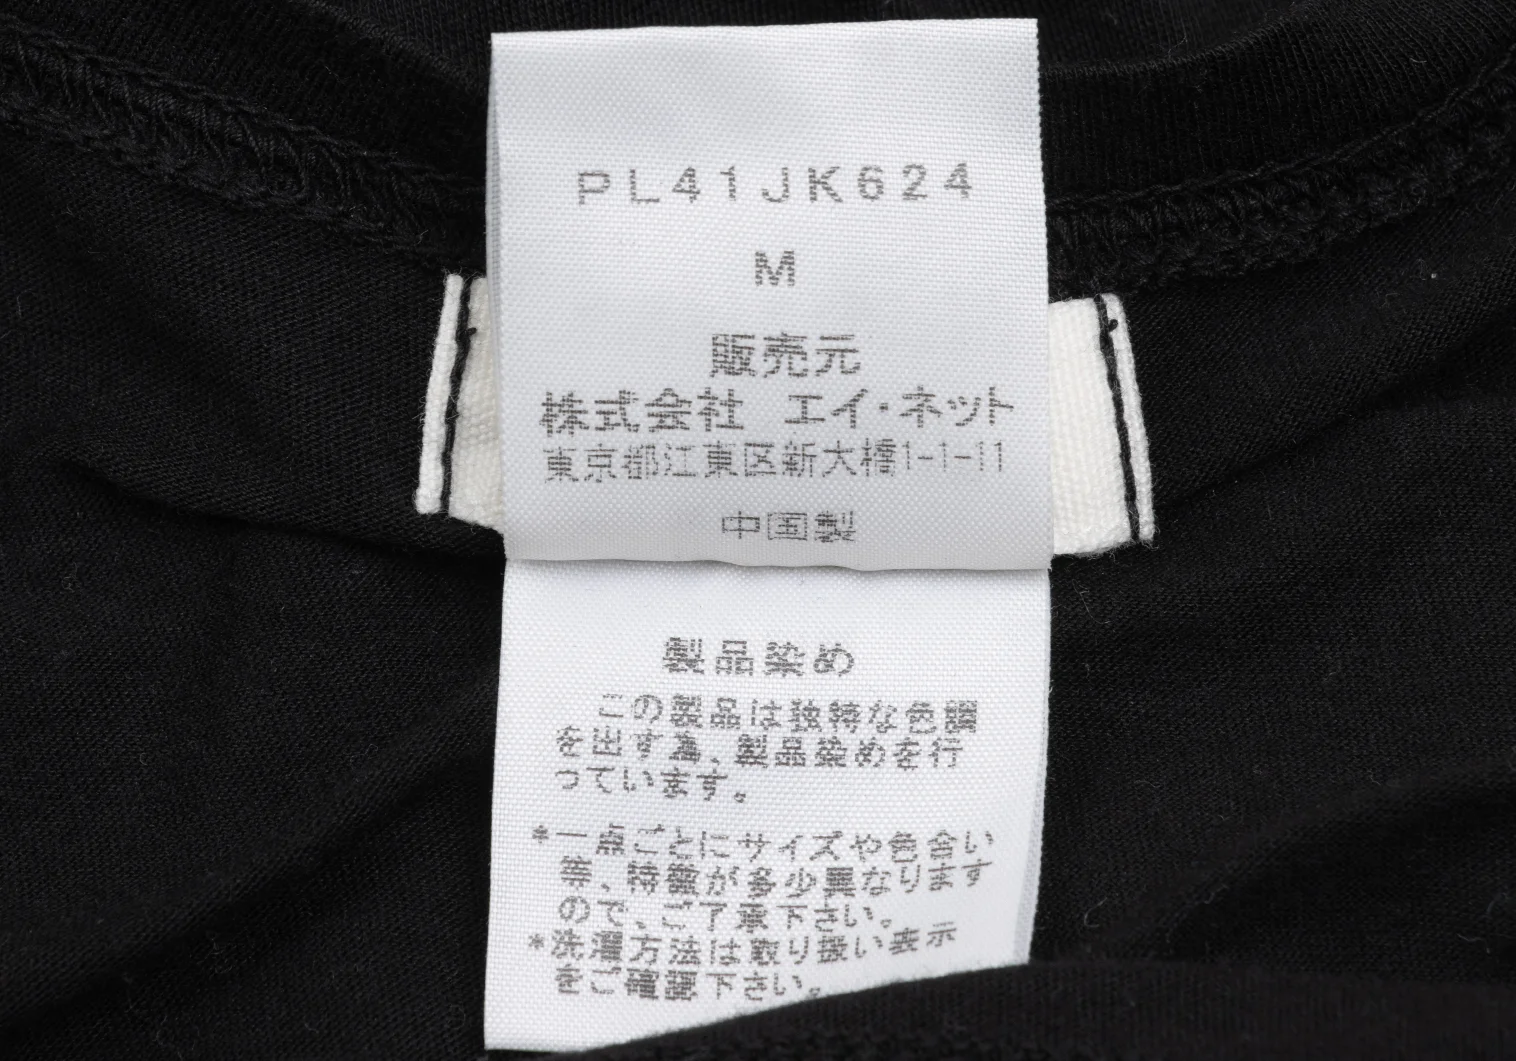 PL41JK624
M
販売元
株式会社 エイ・ネット
東京都江東区新大橋1-1-11
中国製
製品染め
この製品は独特な色調
を出す為、製品染めを行
っています。
*一点ごとにサイズや色合い
等、特徴が多少異なります
ので、ご了承下さい。
*洗濯方法は取り扱い表示
をご確認下さい。